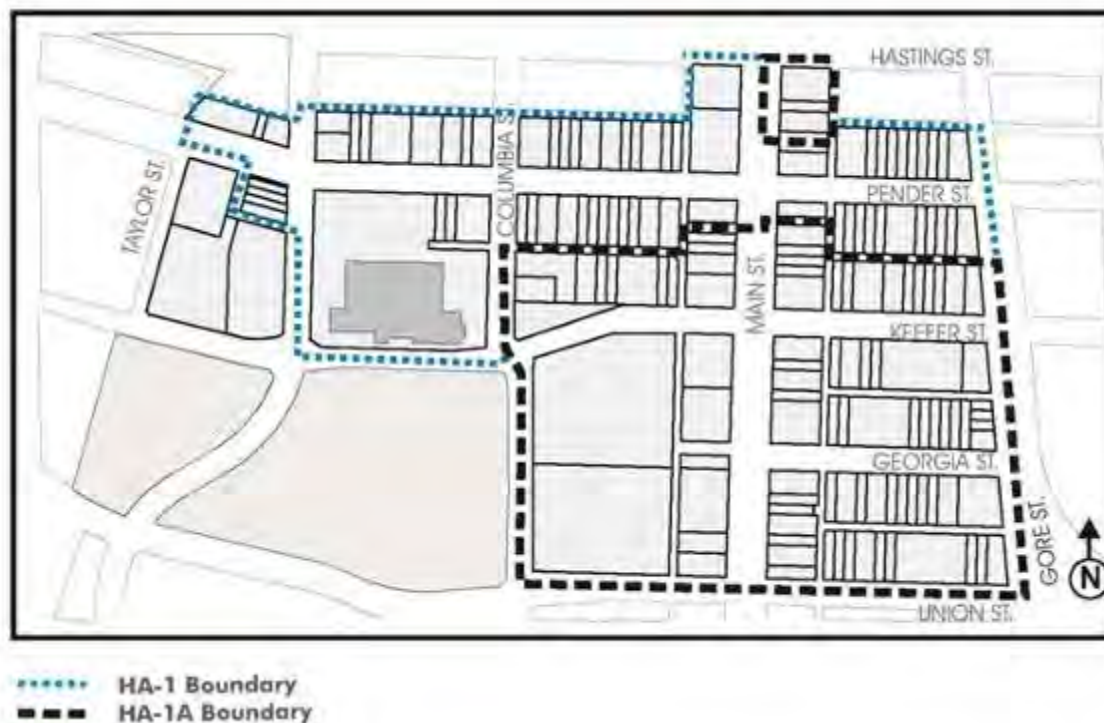 HASTINGS ST.
COLUMBIA ST.
TAYLOR ST.
PENDER ST.
MAIN ST.
KEEFER ST.
GEORGIA ST.
GORE ST.
N
UNION ST.
HA-1 Boundary
HA-1A Boundary